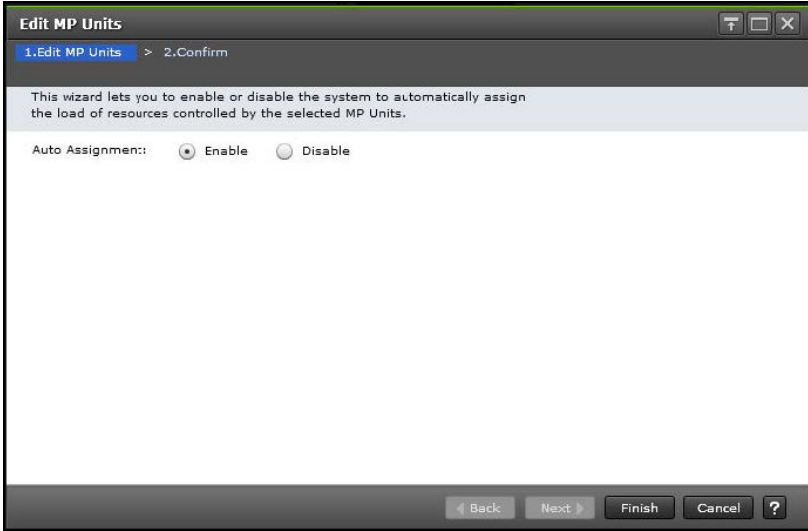 Edit MP Units
1.Edit MP Units > 2.Confirm
This wizard lets you to enable or disable the system to automatically assign
the load of resources controlled by the selected MP Units.
Auto Assignment: Enable Disable
Back Next Finish Cancel ?